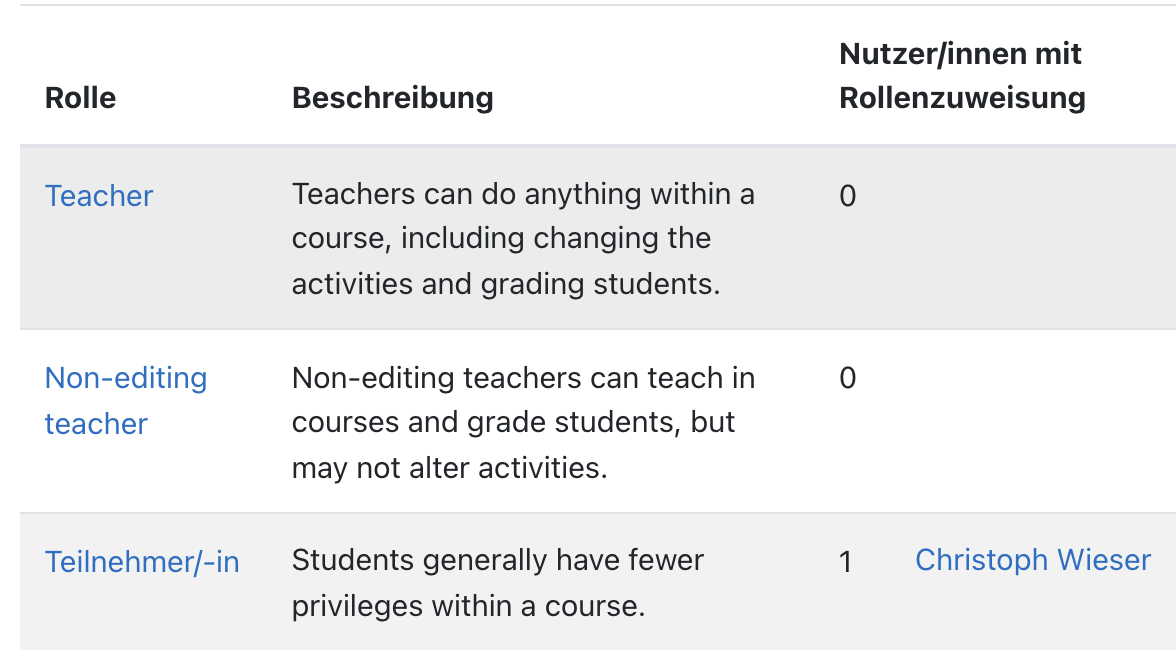 Rolle
Beschreibung
Nutzer/innen mit
Rollenzuweisung
Teacher
Teachers can do anything within a
course, including changing the
activities and grading students.
0
Non-editing
teacher
Non-editing teachers can teach in
courses and grade students, but
may not alter activities.
0
Teilnehmer/-in
Students generally have fewer
privileges within a course.
1
Christoph Wieser